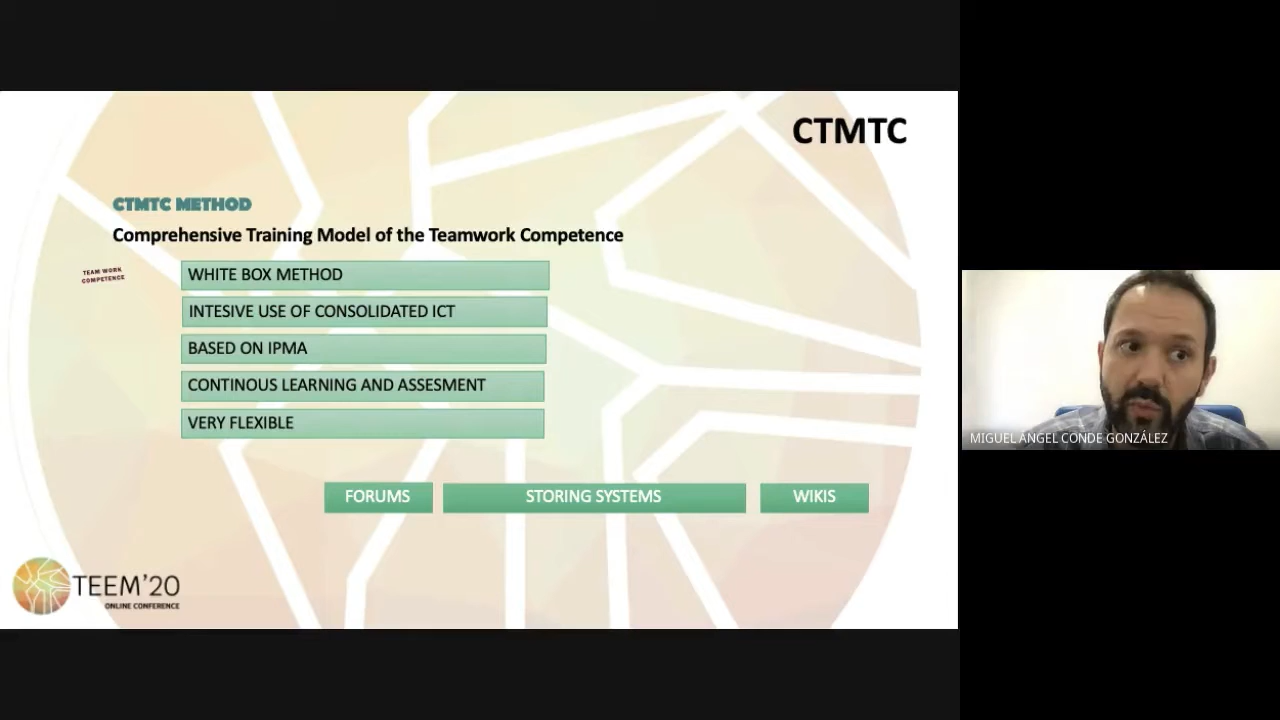 CTMTC
CTMTC METHOD
Comprehensive Training Model of the Teamwork Competence
TEAM WORK
COMPETENCE
WHITE BOX METHOD
INTESIVE USE OF CONSOLIDATED ICT
BASED ON IPMA
CONTINOUS LEARNING AND ASSESMENT
VERY FLEXIBLE
FORUMS
STORING SYSTEMS
WIKIS
TEEM'20
ONLINE CONFERENCE
MIGUEL ÁNGEL CONDE GONZÁLEZ